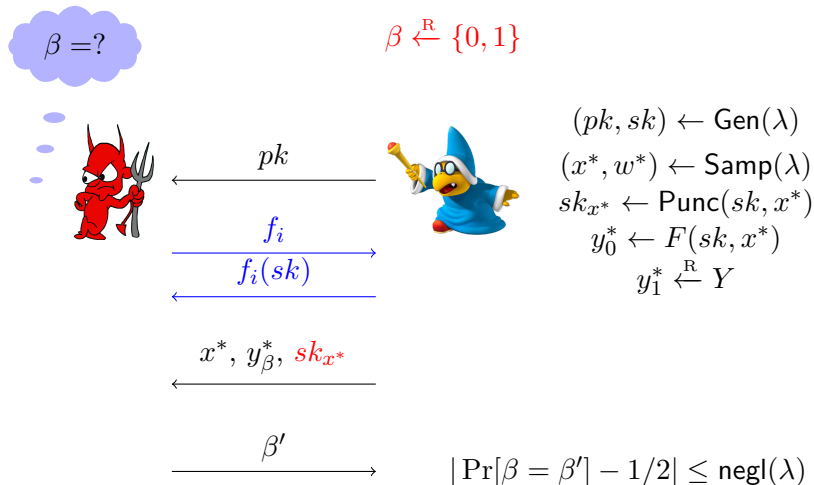 β =?
β ←R {0, 1}
(pk, sk) ← Gen(λ)
pk
(x*, w*) ← Samp(λ)
sk_{x*} ← Punc(sk, x*)
f_i
y*_0 ← F(sk, x*)
f_i(sk)
y*_1 ←R Y
x*, y*_β, sk_{x*}
β′
| Pr[β = β′] − 1/2| ≤ negl(λ)